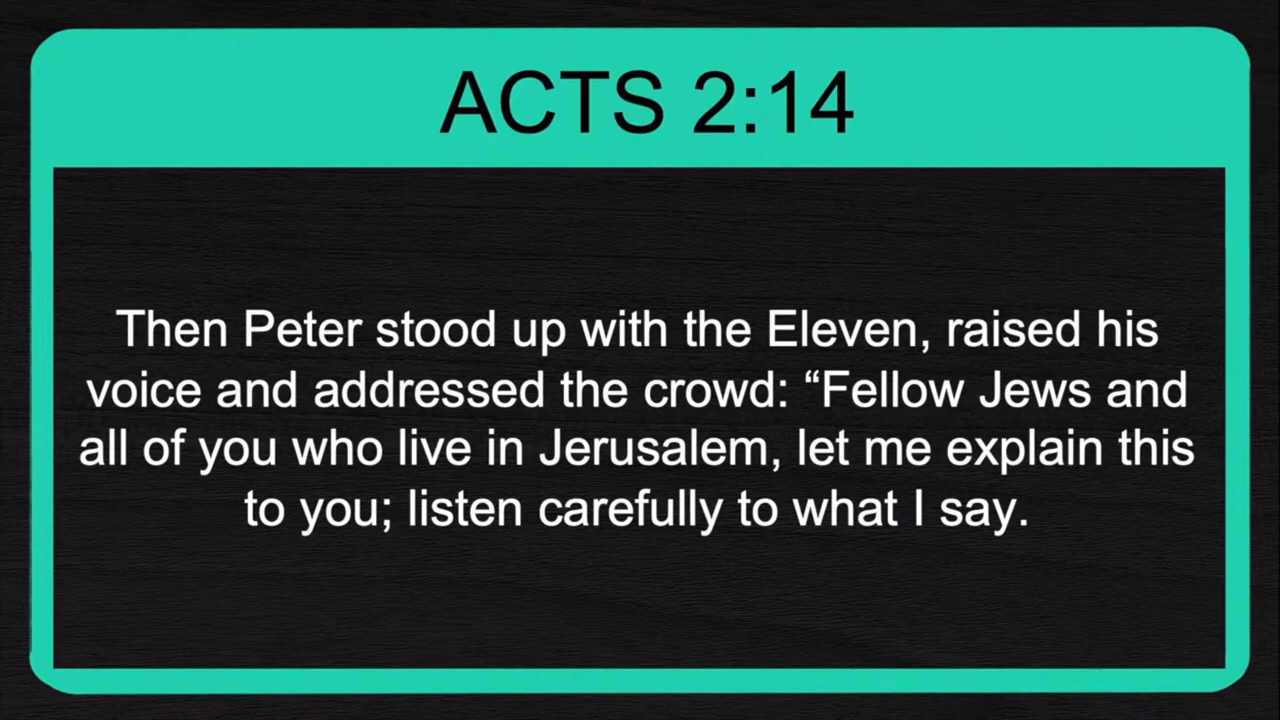 ACTS 2:14
Then Peter stood up with the Eleven, raised his
voice and addressed the crowd: “Fellow Jews and
all of you who live in Jerusalem, let me explain this
to you; listen carefully to what I say.